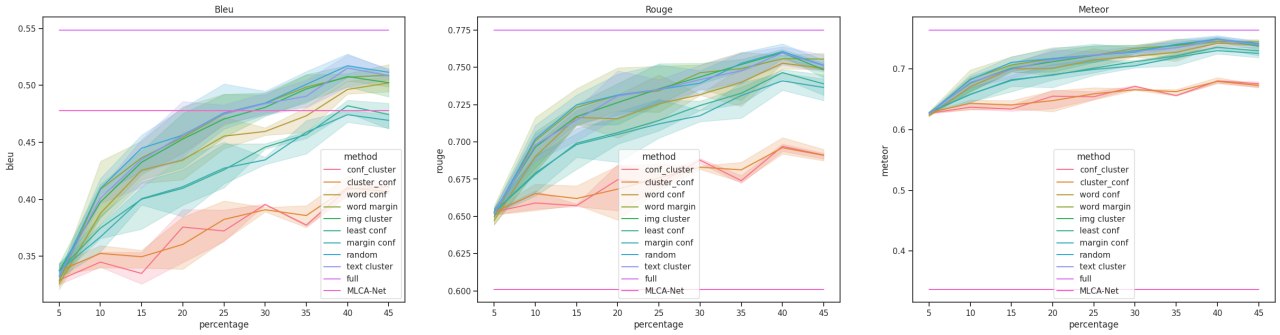 Bleu
0.55
0.50
0.45
0.40
0.35
bleu
5
10
15
20
25
30
35
40
45
percentage
method
conf_cluster
cluster_conf
word conf
word margin
img cluster
least conf
margin conf
random
text cluster
full
MLCA-Net
Rouge
0.775
0.750
0.725
0.700
0.675
0.650
0.625
0.600
rouge
5
10
15
20
25
30
35
40
45
percentage
method
conf_cluster
cluster_conf
word conf
word margin
img cluster
least conf
margin conf
random
text cluster
full
MLCA-Net
Meteor
0.7
0.6
0.5
0.4
meteor
5
10
15
20
25
30
35
40
45
percentage
method
conf_cluster
cluster_conf
word conf
word margin
img cluster
least conf
margin conf
random
text cluster
full
MLCA-Net